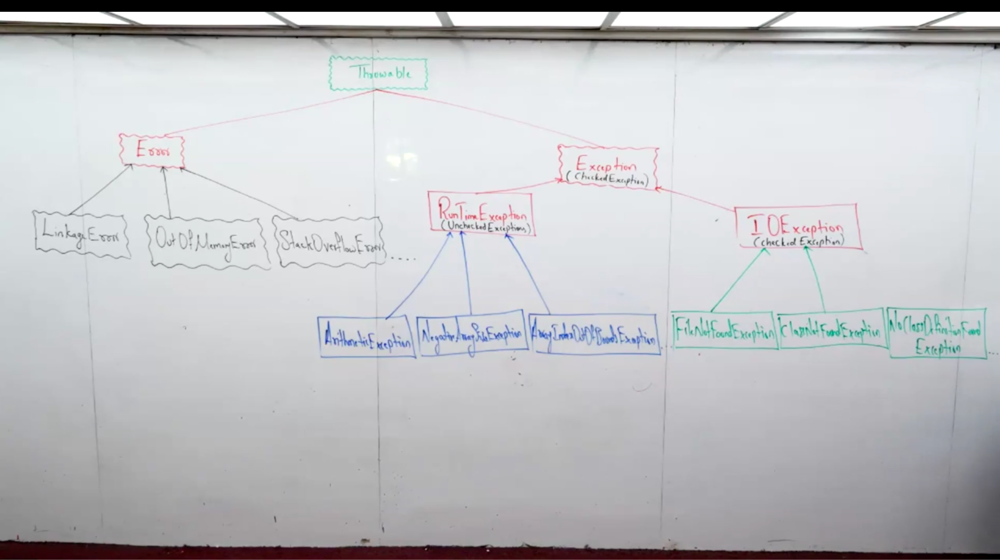 Throwable
Error
Exception
(CheckedException)
RunTimeException
(UncheckedExceptions)
IOException
(checked Exception)
LinkageError
OutOfMemoryError
StackOverflowError
....
ArithmeticException
NegativeArraySizeException
ArrayIndexOutOfBoundsException
...
FileNotFoundException
ClassNotFoundException
NoClassDefinitionFound
Exception
...